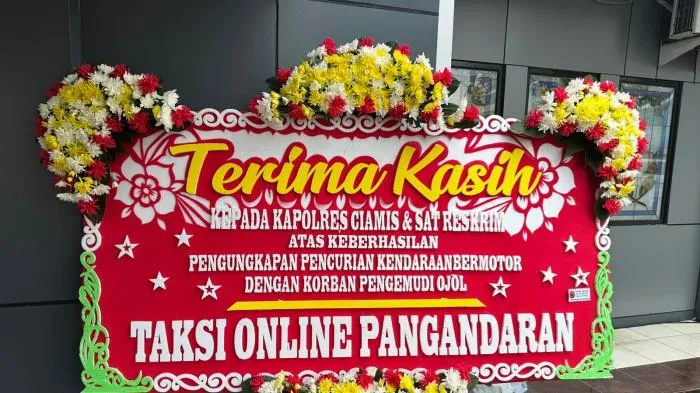 Terima Kasih
KEPADA KAPOLRES CIAMIS & SAT RESKRIM
ATAS KEBERHASILAN
PENGUNGKAPAN PENCURIAN KENDARAANBERMOTOR
DENGAN KORBAN PENGEMUDI OJOL
TAKSI ONLINE PANGANDARAN